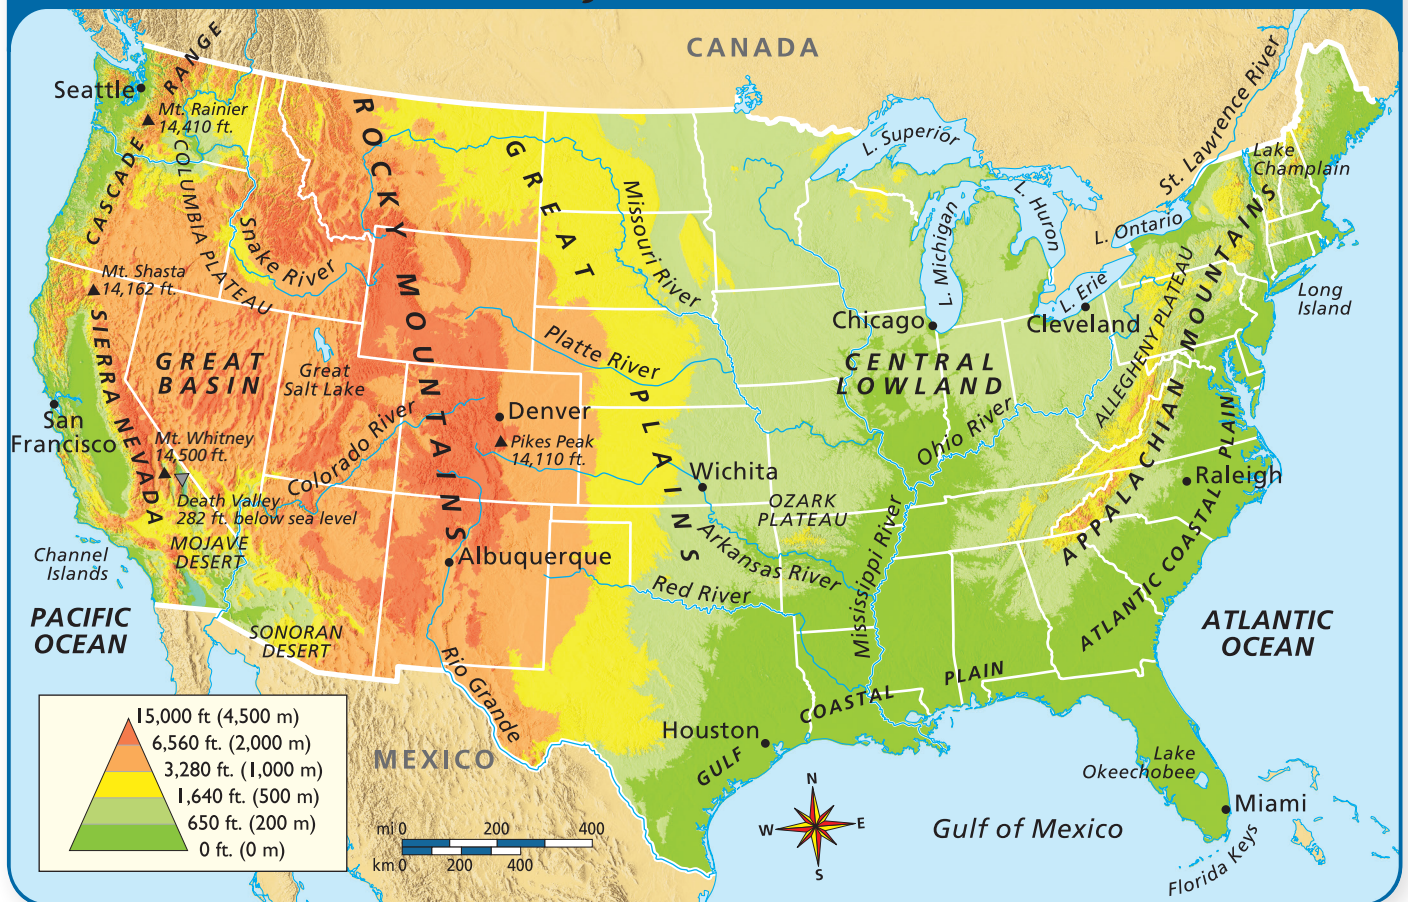 CANADA
Seattle
CASCADE RANGE
Mt. Rainier
14,410 ft.
COLUMBIA PLATEAU
Snake River
ROCKY MOUNTAINS
GREAT PLAINS
Missouri River
L. Superior
L. Michigan
L. Huron
L. Ontario
L. Erie
St. Lawrence River
Lake
Champlain
Long
Island
Mt. Shasta
14,162 ft.
SIERRA NEVADA
GREAT
BASIN
Great
Salt Lake
Platte River
Chicago
Cleveland
CENTRAL
LOWLAND
ALLEGHENY PLATEAU
APPALACHIAN MOUNTAINS
San
Francisco
Mt. Whitney
14,500 ft.
Death Valley
282 ft. below sea level
Colorado River
Denver
Pikes Peak
14,110 ft.
Wichita
OZARK
PLATEAU
Ohio River
Raleigh
ATLANTIC COASTAL PLAIN
MOJAVE
DESERT
Channel
Islands
Albuquerque
Arkansas River
Red River
Mississippi River
PACIFIC
OCEAN
SONORAN
DESERT
Rio Grande
ATLANTIC
OCEAN
MEXICO
Houston
GULF COASTAL PLAIN
Lake
Okeechobee
Miami
Florida Keys
Gulf of Mexico
15,000 ft (4,500 m)
6,560 ft. (2,000 m)
3,280 ft. (1,000 m)
1,640 ft. (500 m)
650 ft. (200 m)
0 ft. (0 m)
mi 0 200 400
km 0 200 400
N
W E
S